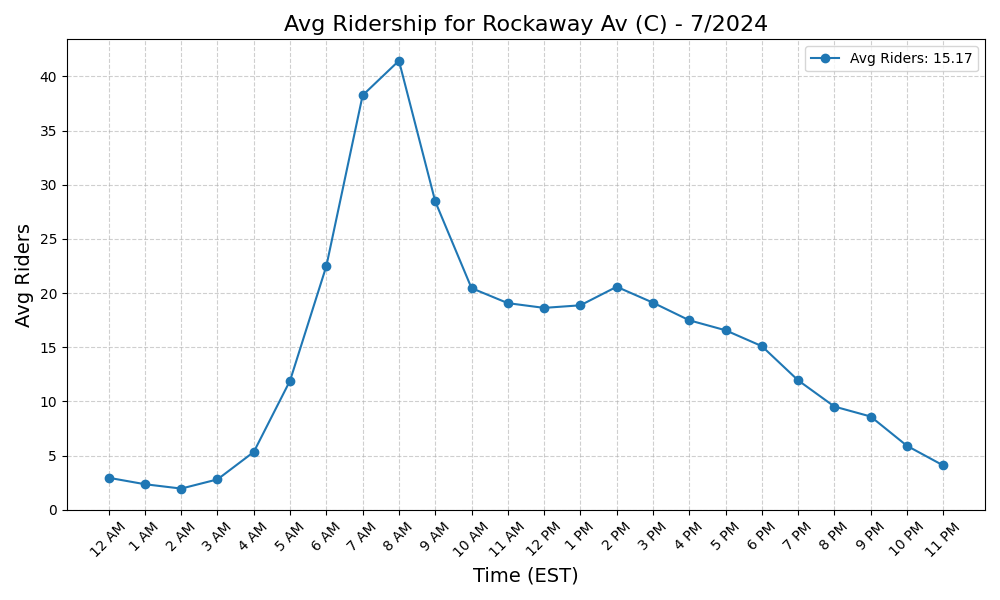 Avg Ridership for Rockaway Av (C) - 7/2024
Avg Riders: 15.17
Avg Riders
40
35
30
25
20
15
10
5
0
12 AM
1 AM
2 AM
3 AM
4 AM
5 AM
6 AM
7 AM
8 AM
9 AM
10 AM
11 AM
12 PM
1 PM
2 PM
3 PM
4 PM
5 PM
6 PM
7 PM
8 PM
9 PM
10 PM
11 PM
Time (EST)